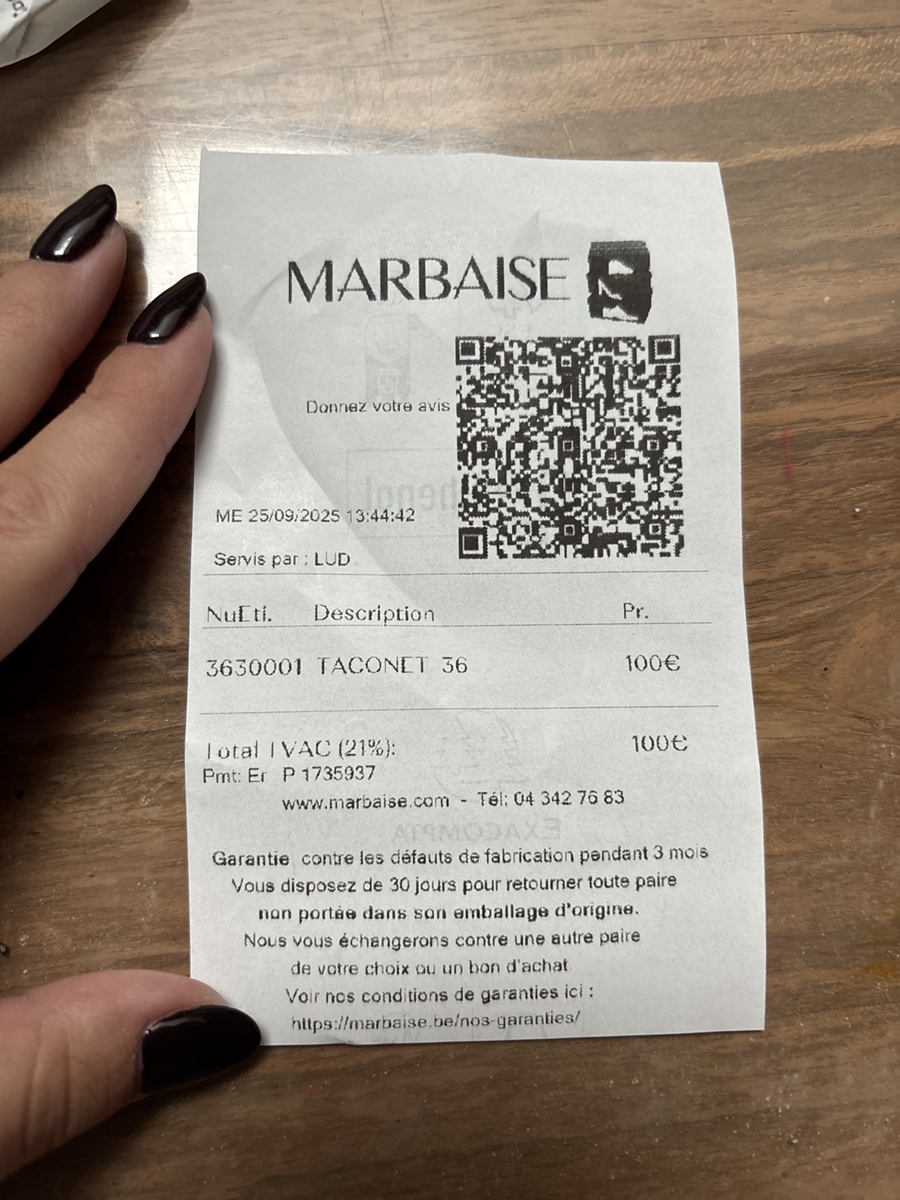 MARBAISE
Donnez votre avis
ME 25/09/2025 13:44:42
Servis par : LUD
NuEti. Description Pr.
3630001 TACONET 36 100€
Total TVAC (21%): 100€
Pmt: Er P 1735937
www.marbaise.com - Tél: 04 342 76 83
Garantie contre les défauts de fabrication pendant 3 mois
Vous disposez de 30 jours pour retourner toute paire
non portée dans son emballage d'origine.
Nous vous échangerons contre une autre paire
de votre choix ou un bon d'achat
Voir nos conditions de garanties ici :
https://marbaise.be/nos-garanties/
EXACOMPTA